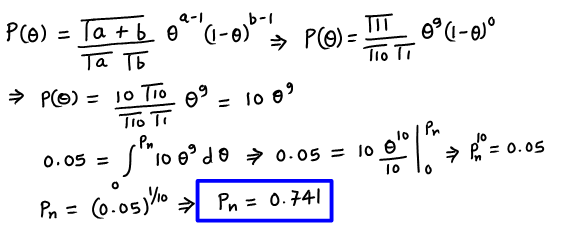 P(θ) = Γa+b / Γa Γb θ^(a-1) (1-θ)^(b-1) ⇒ P(θ) = Γ11 / Γ10 Γ1 θ^9 (1-θ)^0
⇒ P(θ) = 10 Γ10 / Γ10 Γ1 θ^9 = 10 θ^9
0.05 = ∫_0^(Pn) 10 θ^9 dθ ⇒ 0.05 = 10 θ^10 / 10 |_0^(Pn) ⇒ Pn^10 = 0.05
Pn = (0.05)^(1/10) ⇒ Pn = 0.741